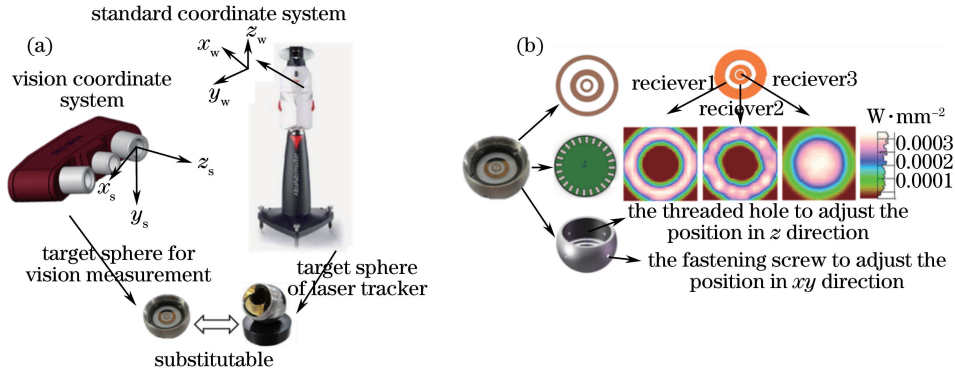 standard coordinate system
(a)
z_w
x_w
y_w
vision coordinate
system
z_s
x_s
y_s
target sphere for
vision measurement
target sphere
of laser tracker
substitutable
(b)
reciever1
reciever2
reciever3
W·mm⁻²
0.0003
0.0002
0.0001
the threaded hole to adjust the
position in z direction
the fastening screw to adjust the
position in xy direction